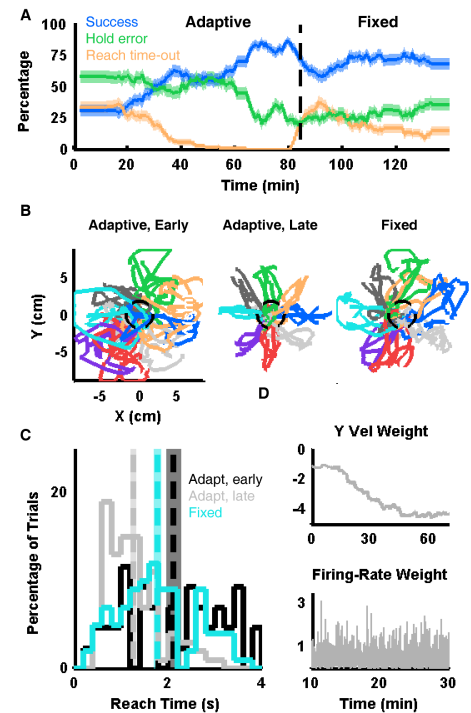 A
Success
Hold error
Reach time-out
Adaptive
Fixed
Percentage
100
75
50
25
0
0 20 40 60 80 100 120
Time (min)
B
Adaptive, Early
Adaptive, Late
Fixed
Y (cm)
5
0
-5
-5 0 5
X (cm)
D
C
Percentage of Trials
20
0
Adapt, early
Adapt, late
Fixed
0 2 4
Reach Time (s)
Y Vel Weight
0
-2
-4
0 30 60
Firing-Rate Weight
3
1
10 20 30
Time (min)